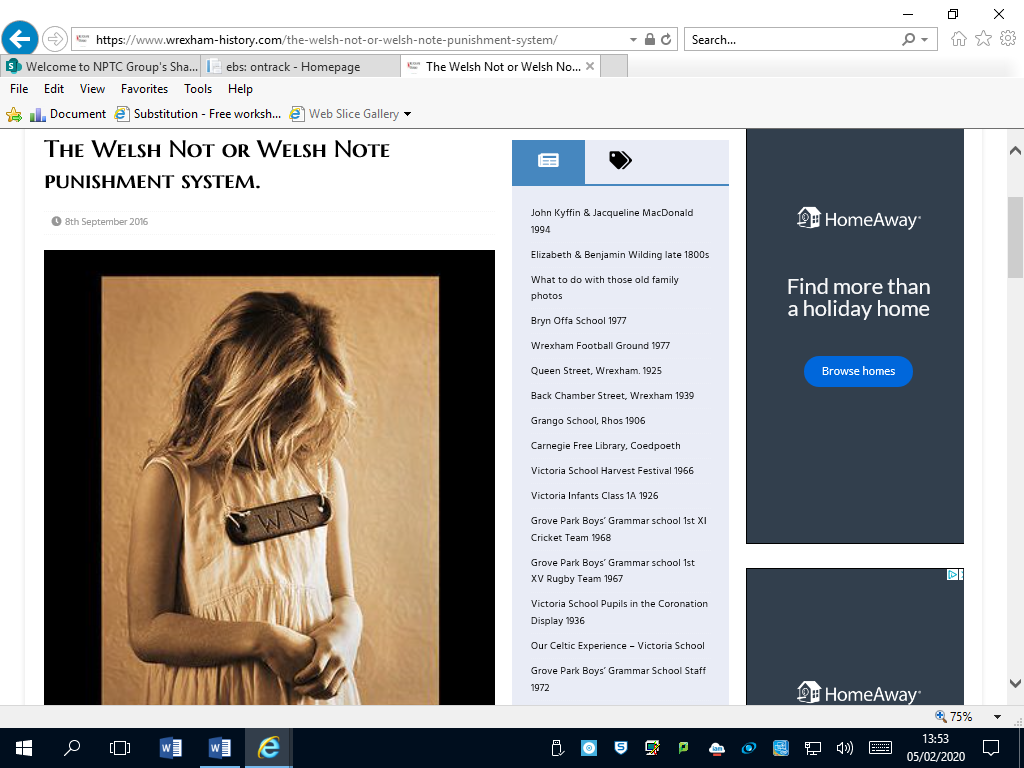 https://www.wrexham-history.com/the-welsh-not-or-welsh-note-punishment-system/
Search...
Welcome to NPTC Group's Sha...
ebs: ontrack - Homepage
The Welsh Not or Welsh No...
File Edit View Favorites Tools Help
Document Substitution - Free worksh... Web Slice Gallery
The Welsh Not or Welsh Note
punishment system.
8th September 2016
WN
John Kyffin & Jacqueline MacDonald
1994
Elizabeth & Benjamin Wilding late 1800s
What to do with those old family
photos
Bryn Offa School 1977
Wrexham Football Ground 1977
Queen Street, Wrexham. 1925
Back Chamber Street, Wrexham 1939
Grango School, Rhos 1906
Carnegie Free Library, Coedpoeth
Victoria School Harvest Festival 1966
Victoria Infants Class 1A 1926
Grove Park Boys' Grammar school 1st XI
Cricket Team 1968
Grove Park Boys' Grammar school 1st
XV Rugby Team 1967
Victoria School Pupils in the Coronation
Display 1936
Our Celtic Experience – Victoria School
Grove Park Boys' Grammar School Staff
1972
HomeAway
Find more than
a holiday home
Browse homes
HomeAway
75%
13:53
05/02/2020